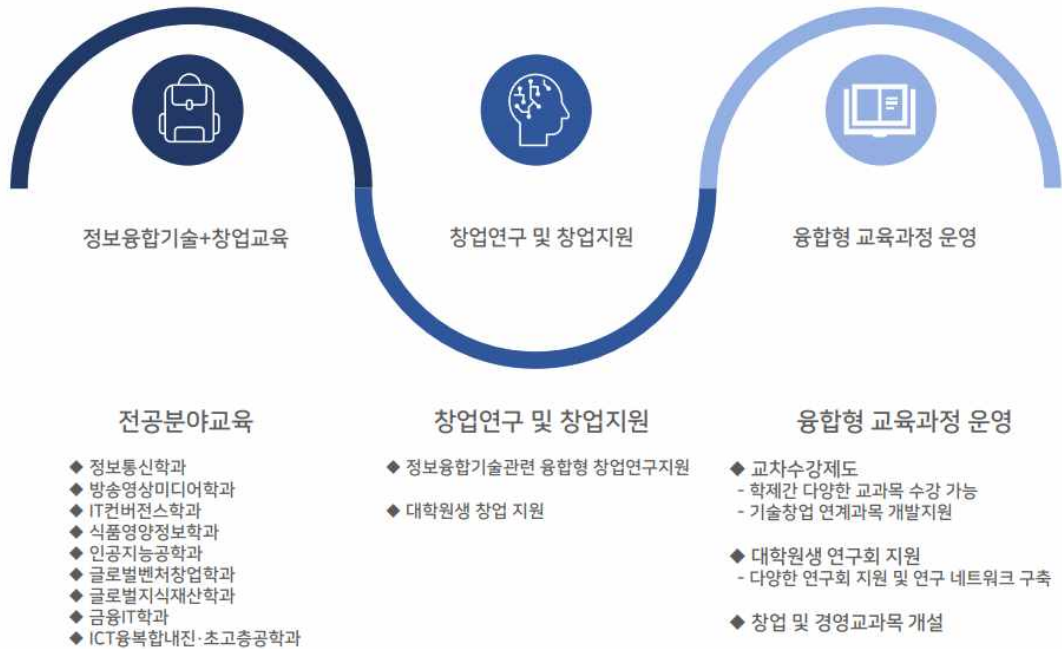 정보융합기술+창업교육
창업연구 및 창업지원
융합형 교육과정 운영
전공분야교육
◆ 정보통신학과
◆ 방송영상미디어학과
◆ IT컨버전스학과
◆ 식품영양정보학과
◆ 인공지능공학과
◆ 글로벌벤처창업학과
◆ 글로벌지식재산학과
◆ 금융IT학과
◆ ICT융복합내진·초고층공학과
창업연구 및 창업지원
◆ 정보융합기술관련 융합형 창업연구지원
◆ 대학원생 창업 지원
융합형 교육과정 운영
◆ 교차수강제도
- 학제간 다양한 교과목 수강 가능
- 기술창업 연계과목 개발지원
◆ 대학원생 연구회 지원
- 다양한 연구회 지원 및 연구 네트워크 구축
◆ 창업 및 경영교과목 개설